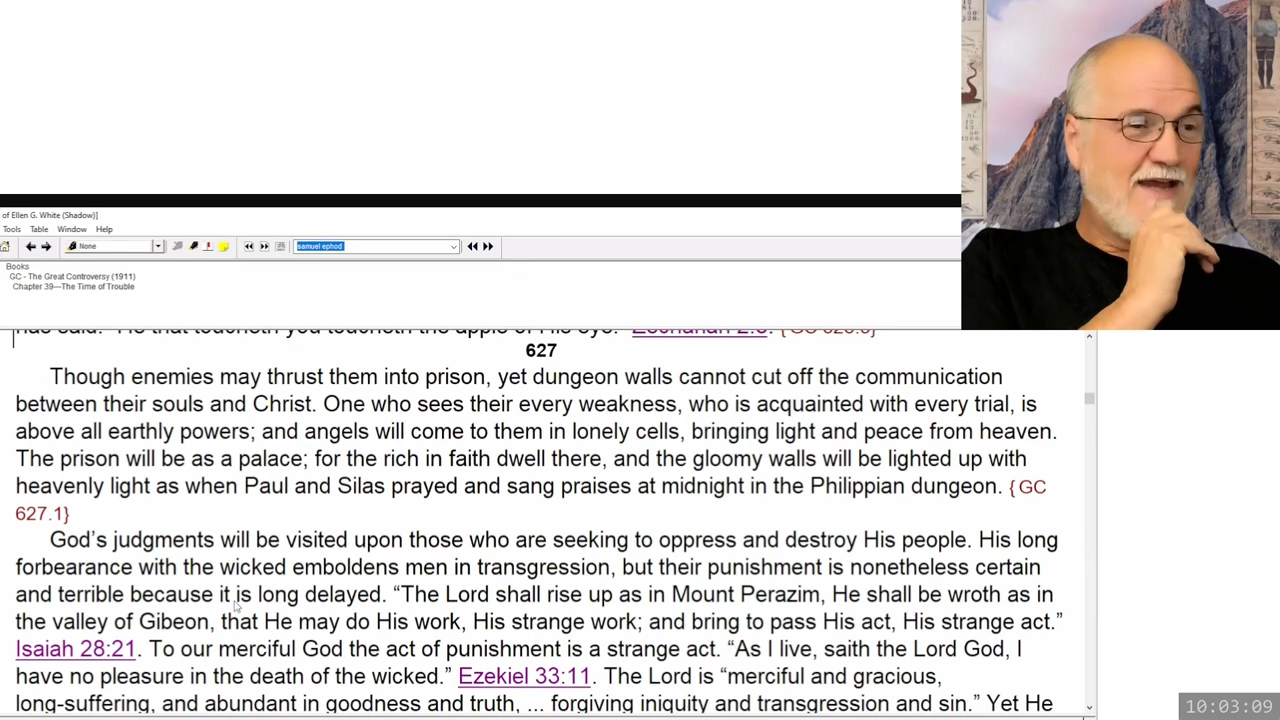 of Ellen G. White (Shadow)]
Tools Table Window Help
None samuel ephod
Books
GC - The Great Controversy (1911)
Chapter 39—The Time of Trouble
has said: "He that toucheth you toucheth the apple of His eye."
627
Though enemies may thrust them into prison, yet dungeon walls cannot cut off the communication
between their souls and Christ. One who sees their every weakness, who is acquainted with every trial, is
above all earthly powers; and angels will come to them in lonely cells, bringing light and peace from heaven.
The prison will be as a palace; for the rich in faith dwell there, and the gloomy walls will be lighted up with
heavenly light as when Paul and Silas prayed and sang praises at midnight in the Philippian dungeon. { GC
627.1}
God’s judgments will be visited upon those who are seeking to oppress and destroy His people. His long
forbearance with the wicked emboldens men in transgression, but their punishment is nonetheless certain
and terrible because it is long delayed. “The Lord shall rise up as in Mount Perazim, He shall be wroth as in
the valley of Gibeon, that He may do His work, His strange work; and bring to pass His act, His strange act.”
Isaiah 28:21. To our merciful God the act of punishment is a strange act. “As I live, saith the Lord God, I
have no pleasure in the death of the wicked.” Ezekiel 33:11. The Lord is “merciful and gracious,
long-suffering, and abundant in goodness and truth, ... forgiving iniquity and transgression and sin.” Yet He
10:03:09